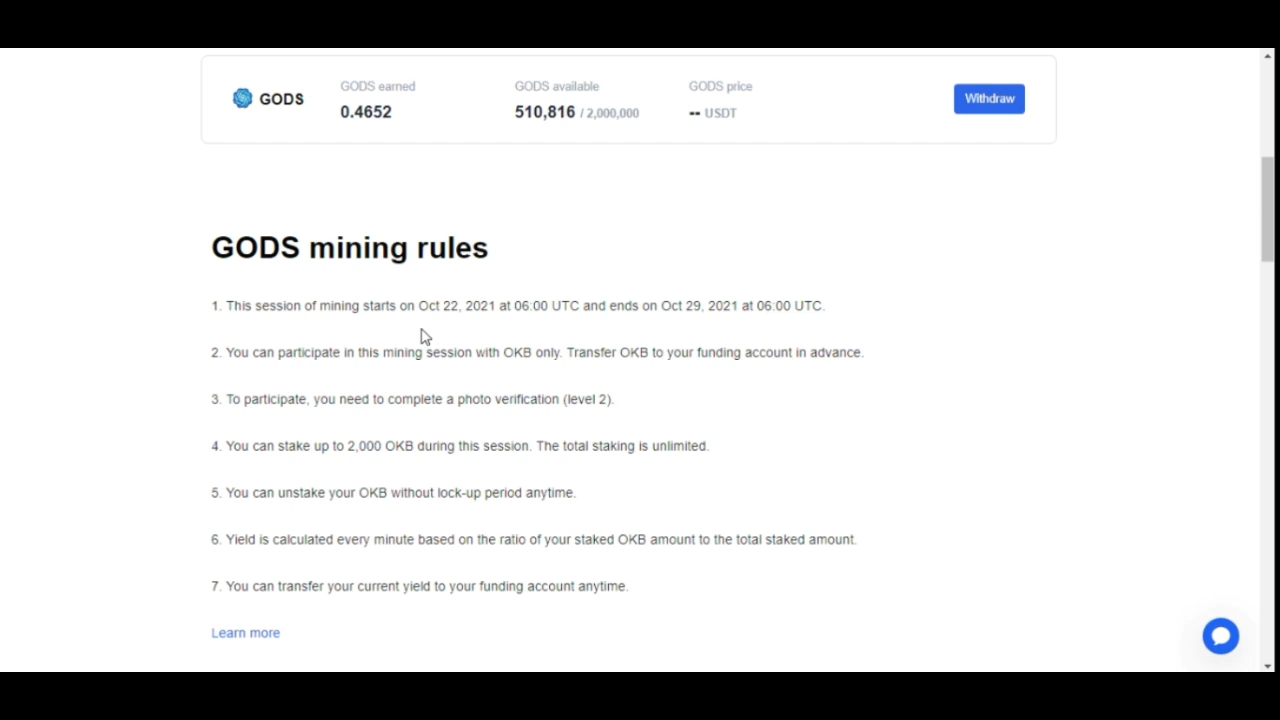 GODS earned GODS available GODS price
GODS 0.4652 510,816 / 2,000,000 -- USDT Withdraw
GODS mining rules
1. This session of mining starts on Oct 22, 2021 at 06:00 UTC and ends on Oct 29, 2021 at 06:00 UTC.
2. You can participate in this mining session with OKB only. Transfer OKB to your funding account in advance.
3. To participate, you need to complete a photo verification (level 2).
4. You can stake up to 2,000 OKB during this session. The total staking is unlimited.
5. You can unstake your OKB without lock-up period anytime.
6. Yield is calculated every minute based on the ratio of your staked OKB amount to the total staked amount.
7. You can transfer your current yield to your funding account anytime.
Learn more